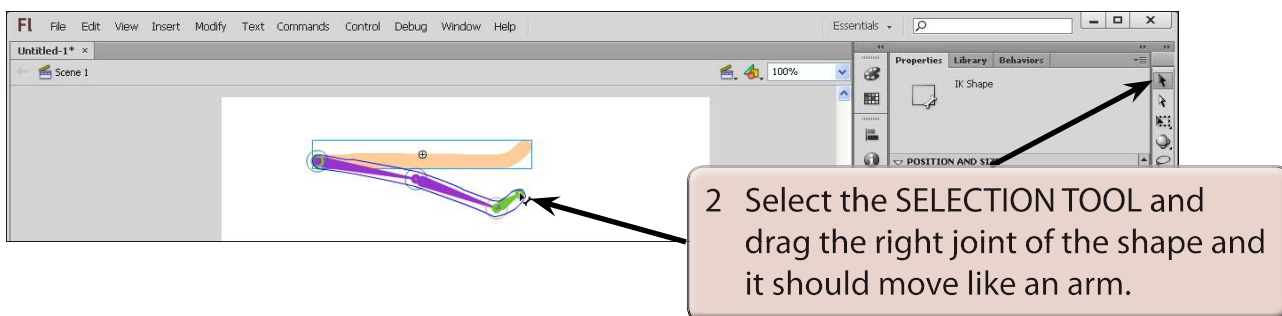 Fl File Edit View Insert Modify Text Commands Control Debug Window Help Essentials
Untitled-1* ×
Scene 1 100%
Properties Library Behaviors
IK Shape
POSITION AND SIZE
2 Select the SELECTION TOOL and
drag the right joint of the shape and
it should move like an arm.